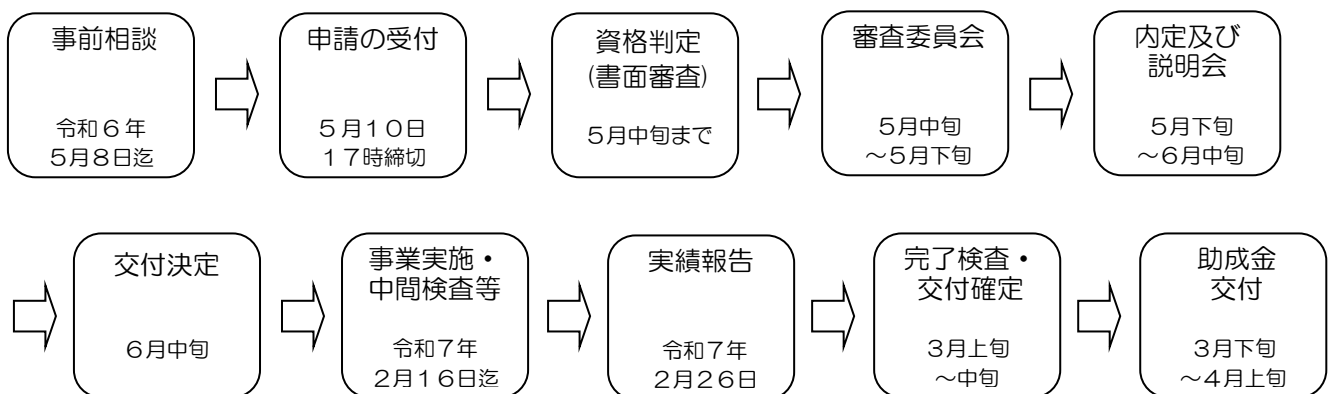 事前相談
令和６年
５月８日迄
申請の受付
５月１０日
１７時締切
資格判定
(書面審査)
５月中旬まで
審査委員会
５月中旬
～５月下旬
内定及び
説明会
５月下旬
～６月中旬
交付決定
６月中旬
事業実施・
中間検査等
令和７年
２月１６日迄
実績報告
令和７年
２月２６日
完了検査・
交付確定
３月上旬
～中旬
助成金
交付
３月下旬
～４月上旬